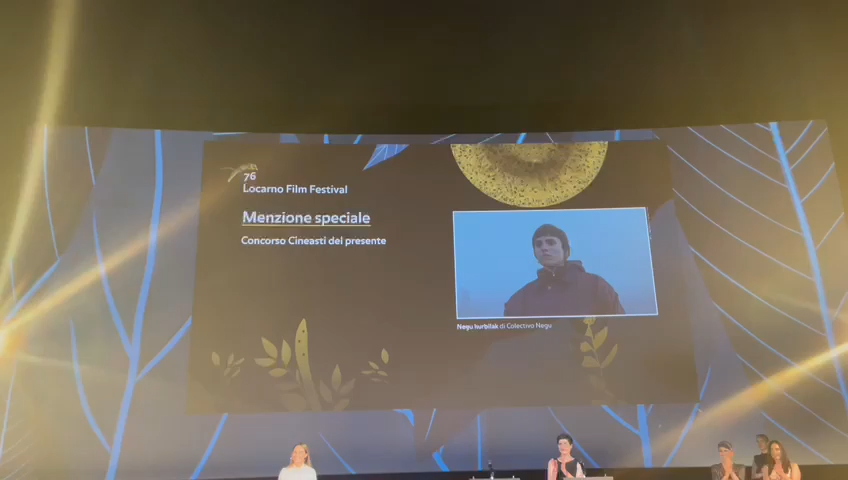 76
Locarno Film Festival
Menzione speciale
Concorso Cineasti del presente
Negu hurbilak di Colectivo Negu